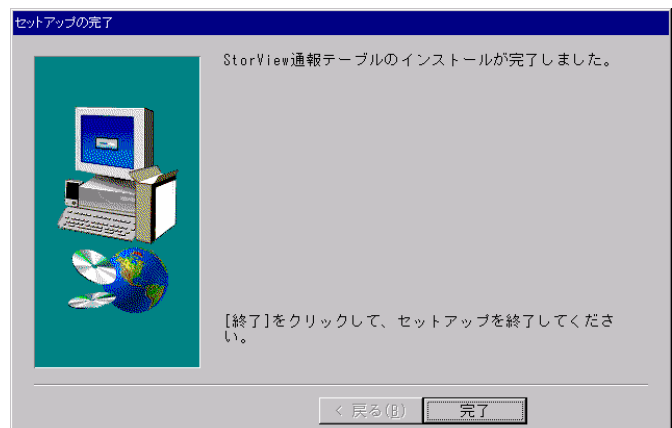 セットアップの完了
StorView通報テーブルのインストールが完了しました。
[終了]をクリックして、セットアップを終了してくださ
い。
< 戻る(B)
完了